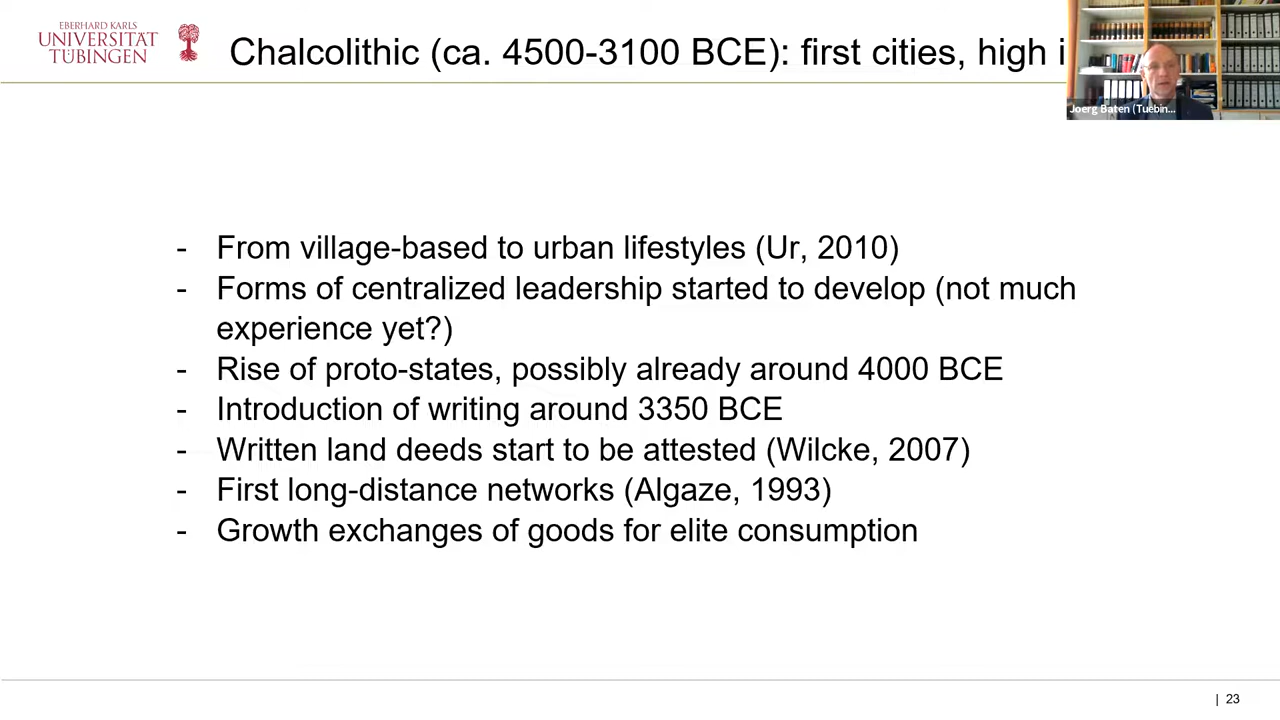 EBERHARD KARLS
UNIVERSITÄT
TÜBINGEN
Chalcolithic (ca. 4500-3100 BCE): first cities, high i
Joerg Baten (Tuebin...
- From village-based to urban lifestyles (Ur, 2010)
- Forms of centralized leadership started to develop (not much
experience yet?)
- Rise of proto-states, possibly already around 4000 BCE
- Introduction of writing around 3350 BCE
- Written land deeds start to be attested (Wilcke, 2007)
- First long-distance networks (Algaze, 1993)
- Growth exchanges of goods for elite consumption
| 23